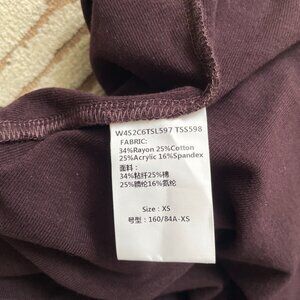 W4S2C6TSL597 TSS598
FABRIC:
34%Rayon 25%Cotton
25%Acrylic 16%Spandex
面料:
34%粘纤25%棉
25%腈纶16%氨纶
Size : XS
号型 : 160/84A-XS